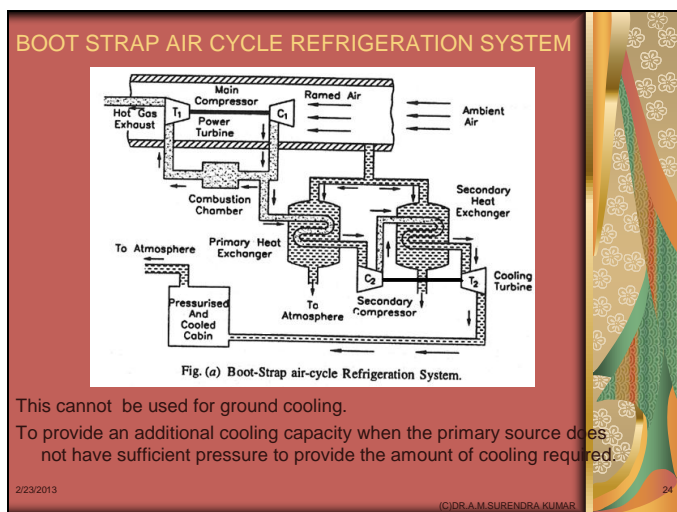 BOOT STRAP AIR CYCLE REFRIGERATION SYSTEM
Main
Compressor
Ramed Air
Ambient
Air
Hot Gas
Exhaust
T1
C1
Power
Turbine
Combustion
Chamber
Secondary
Heat
Exchanger
Primary Heat
Exchanger
To Atmosphere
C2
T2
Cooling
Turbine
To
Atmosphere
Secondary
Compressor
Pressurised
And
Cooled
Cabin
Fig. (a) Boot-Strap air-cycle Refrigeration System.
This cannot be used for ground cooling.
To provide an additional cooling capacity when the primary source does
not have sufficient pressure to provide the amount of cooling required.
2/23/2013
24
(C)DR.A.M.SURENDRA KUMAR